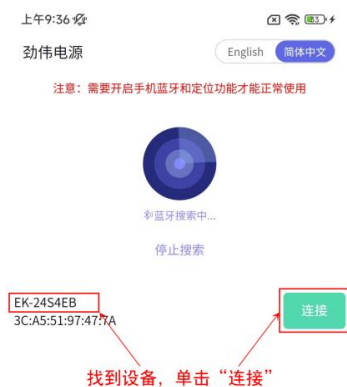 上午9:36
83
劲伟电源
English 简体中文
注意：需要开启手机蓝牙和定位功能才能正常使用
蓝牙搜索中...
停止搜索
EK-24S4EB
3C:A5:51:97:47:7A
连接
找到设备，单击“连接”